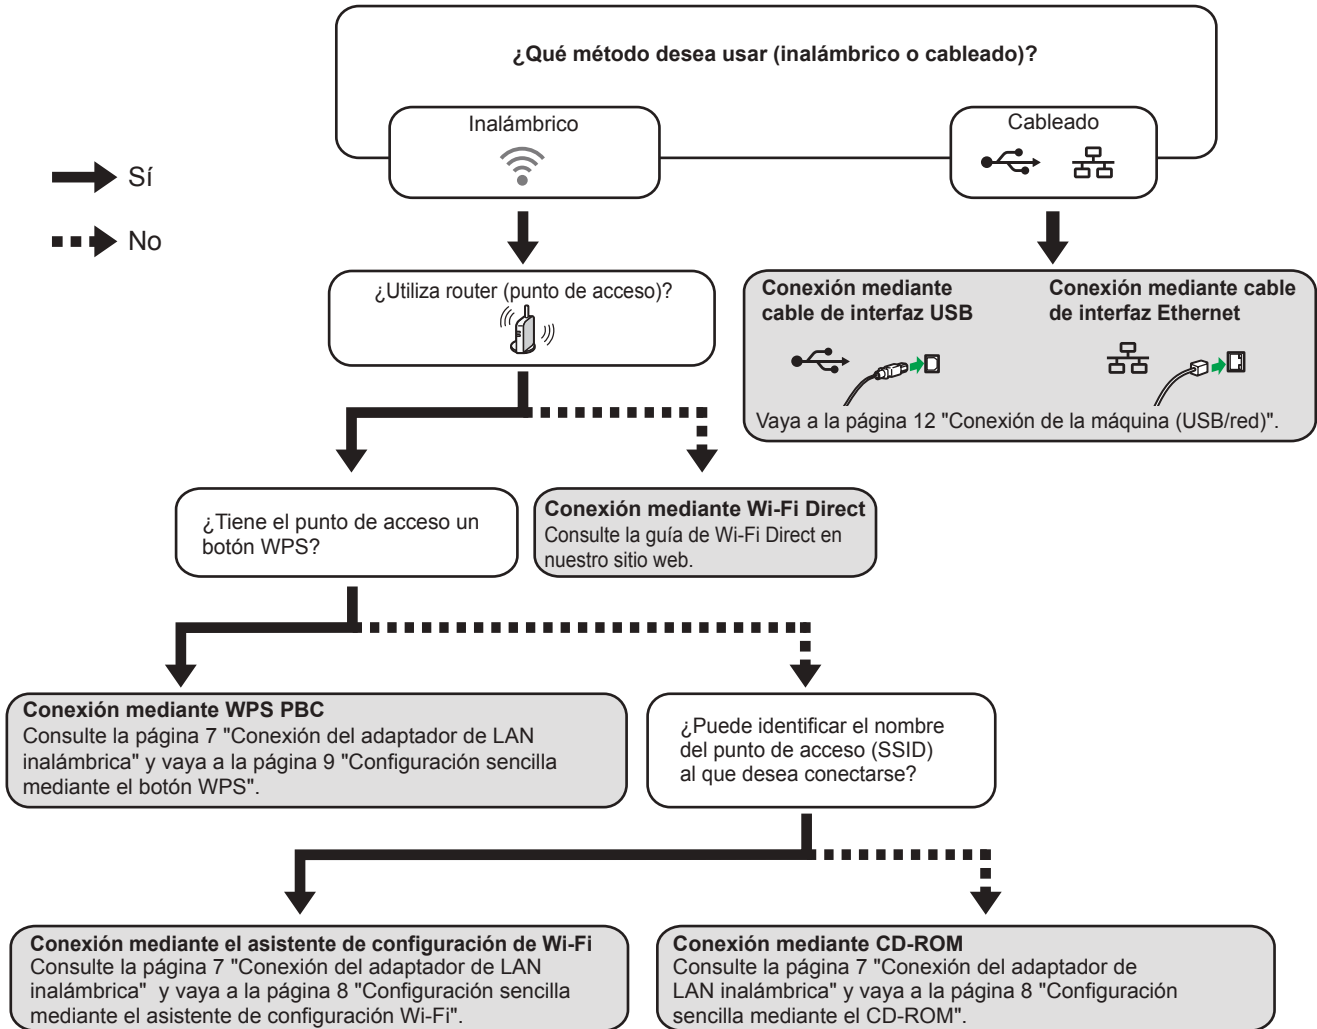 ¿Qué método desea usar (inalámbrico o cableado)?
Inalámbrico
Cableado
Sí
No
¿Utiliza router (punto de acceso)?
Conexión mediante
cable de interfaz USB
Conexión mediante cable
de interfaz Ethernet
Vaya a la página 12 "Conexión de la máquina (USB/red)".
¿Tiene el punto de acceso un
botón WPS?
Conexión mediante Wi-Fi Direct
Consulte la guía de Wi-Fi Direct en
nuestro sitio web.
Conexión mediante WPS PBC
Consulte la página 7 "Conexión del adaptador de LAN
inalámbrica" y vaya a la página 9 "Configuración sencilla
mediante el botón WPS".
¿Puede identificar el nombre
del punto de acceso (SSID)
al que desea conectarse?
Conexión mediante el asistente de configuración de Wi-Fi
Consulte la página 7 "Conexión del adaptador de LAN
inalámbrica" y vaya a la página 8 "Configuración sencilla
mediante el asistente de configuración Wi-Fi".
Conexión mediante CD-ROM
Consulte la página 7 "Conexión del adaptador de
LAN inalámbrica" y vaya a la página 8 "Configuración
sencilla mediante el CD-ROM".